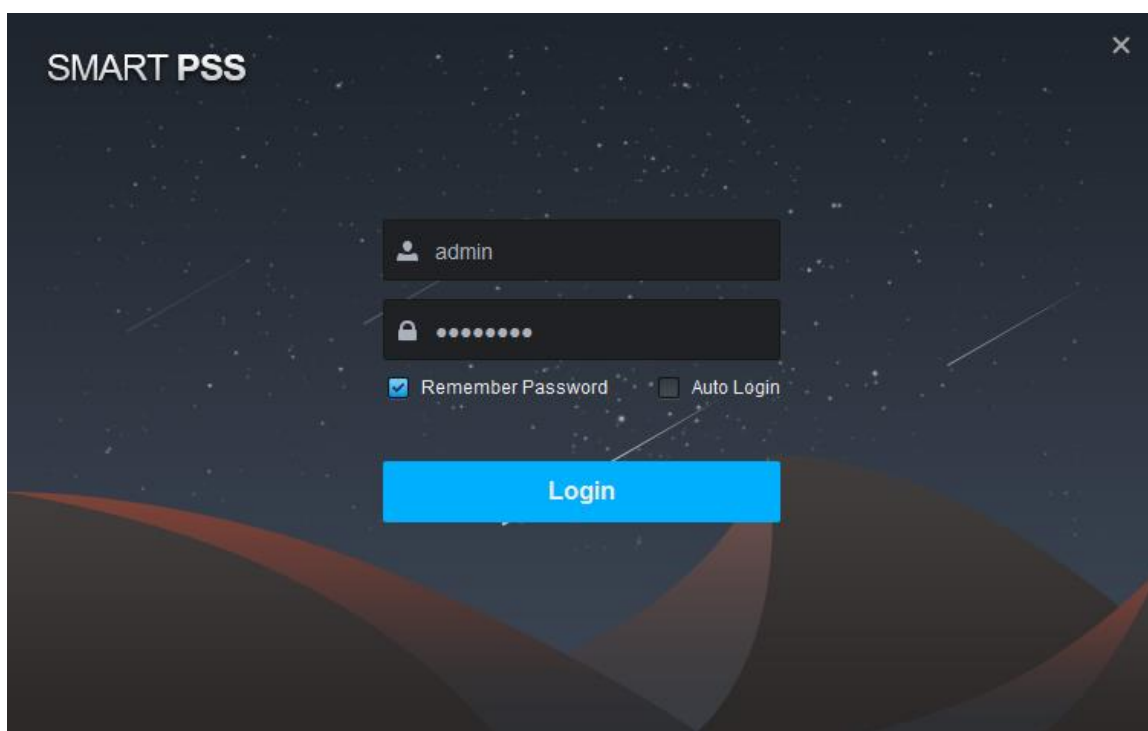 SMART PSS
admin
••••••••
Remember Password Auto Login
Login